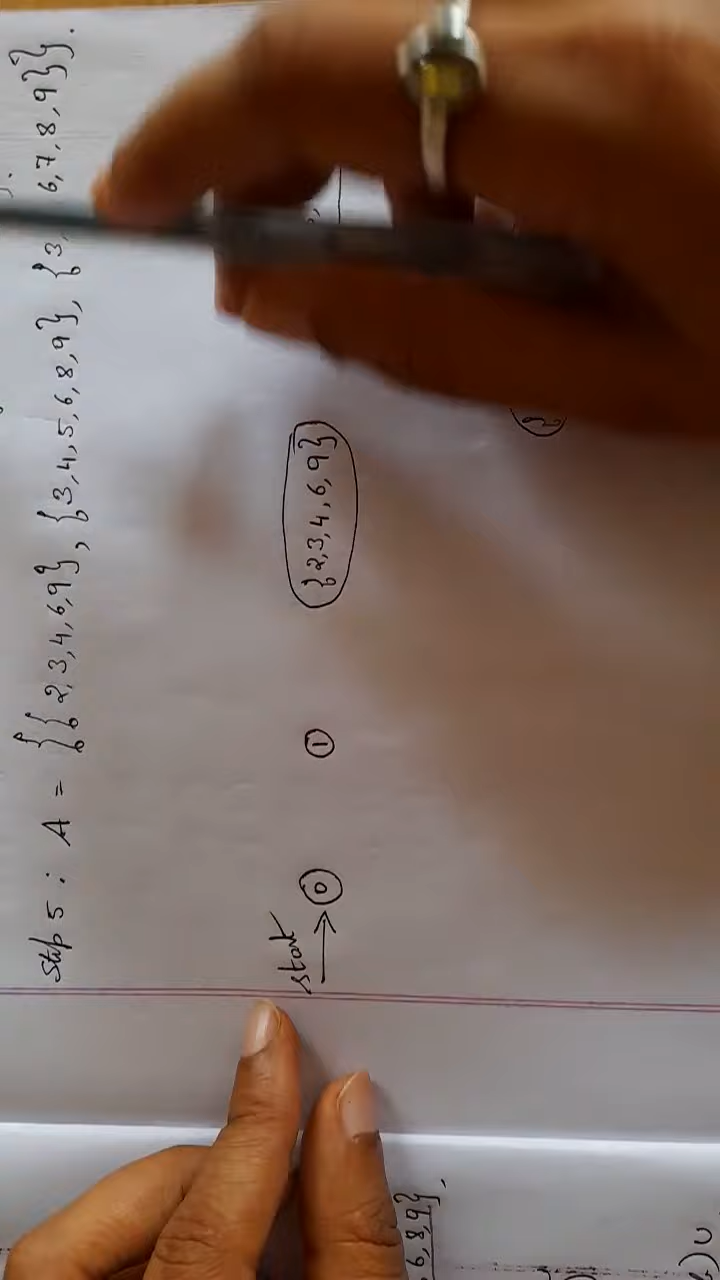 Step 5 : A = {{2,3,4,6,9}, {3,4,5,6,8,9}, {3, 6,7,8,9}}.
start
0 1 {2,3,4,6,9}
6,8,9},
) U